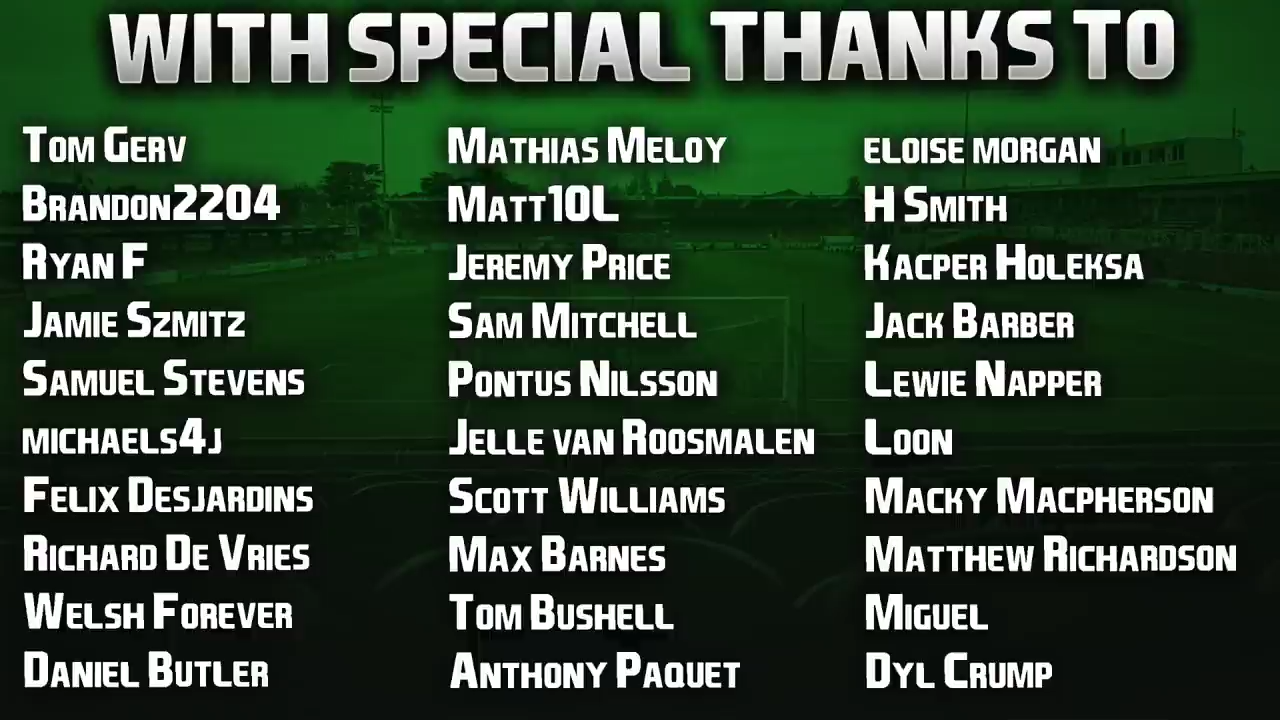 WITH SPECIAL THANKS TO
Tom Gerv
Brandon2204
Ryan F
Jamie Szmitz
Samuel Stevens
michaels4j
Felix Desjardins
Richard De Vries
Welsh Forever
Daniel Butler
Mathias Meloy
Matt10L
Jeremy Price
Sam Mitchell
Pontus Nilsson
Jelle van Roosmalen
Scott Williams
Max Barnes
Tom Bushell
Anthony Paquet
eloise morgan
H Smith
Kacper Holeksa
Jack Barber
Lewie Napper
Loon
Macky Macpherson
Matthew Richardson
Miguel
Dyl Crump